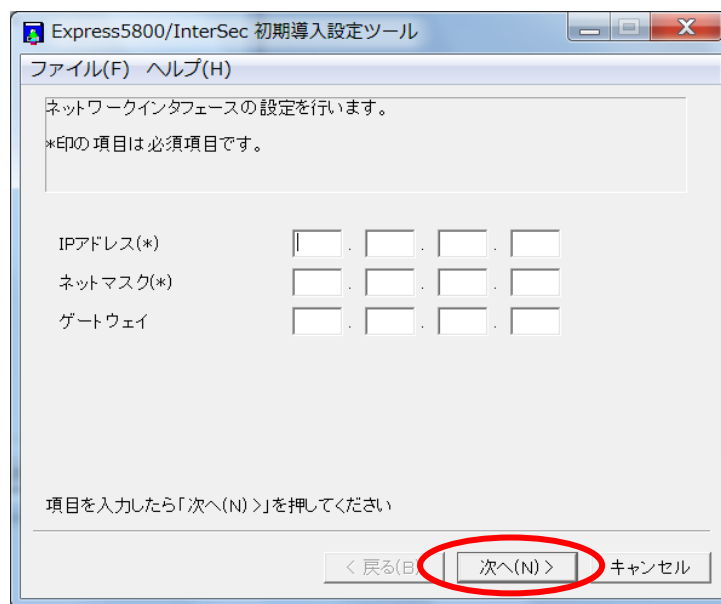 Express5800/InterSec 初期導入設定ツール
ファイル(F) ヘルプ(H)
ネットワークインタフェースの設定を行います。
*印の項目は必須項目です。
IPアドレス(*)
ネットマスク(*)
ゲートウェイ
項目を入力したら「次へ(N) >」を押してください
< 戻る(B)
次へ(N) >
キャンセル